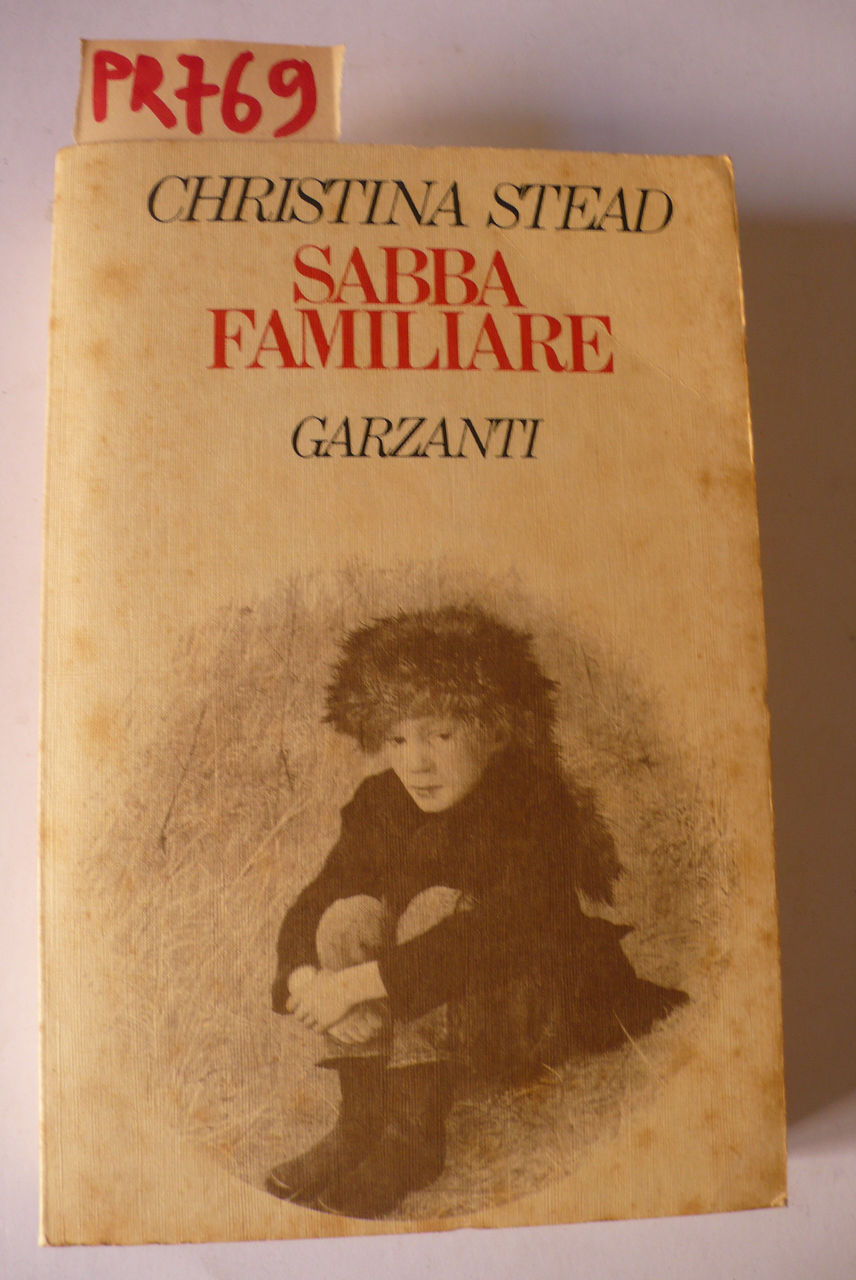 PR769
CHRISTINA STEAD
SABBA
FAMILIARE
GARZANTI